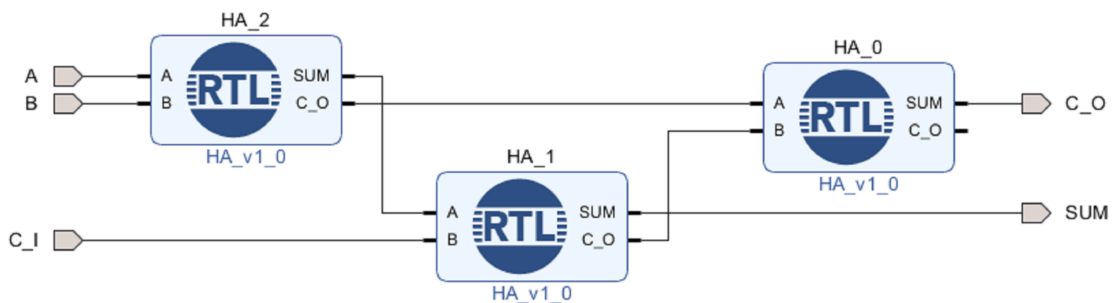 HA_2
A
B
A
B
RTL
SUM
C_O
HA_v1_0
HA_0
A
B
RTL
SUM
C_O
HA_v1_0
C_O
HA_1
C_I
A
B
RTL
SUM
C_O
HA_v1_0
SUM